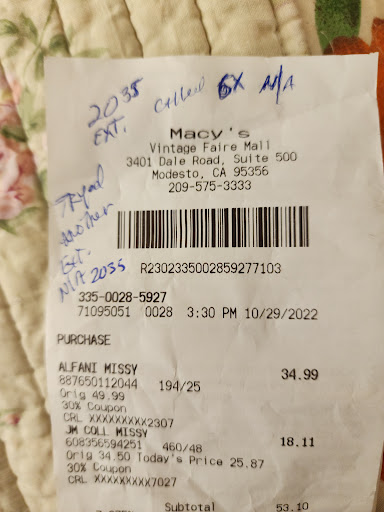 2035
EXT. Called 6X N/A
Macy's
Vintage Faire Mall
3401 Dale Road, Suite 500
Modesto, CA 95356
209-575-3333
Tryed
another
Ext.
N/A 2035
R2302335002859277103
335-0028-5927
71095051 0028 3:30 PM 10/29/2022
PURCHASE
ALFANI MISSY
887650112044 194/25 34.99
Orig 49.99
30% Coupon
CRL XXXXXXXXX2307
JM COLL MISSY
608356594251 460/48 18.11
Orig 34.50 Today's Price 25.87
30% Coupon
CRL XXXXXXXXX7027
Subtotal 53.10